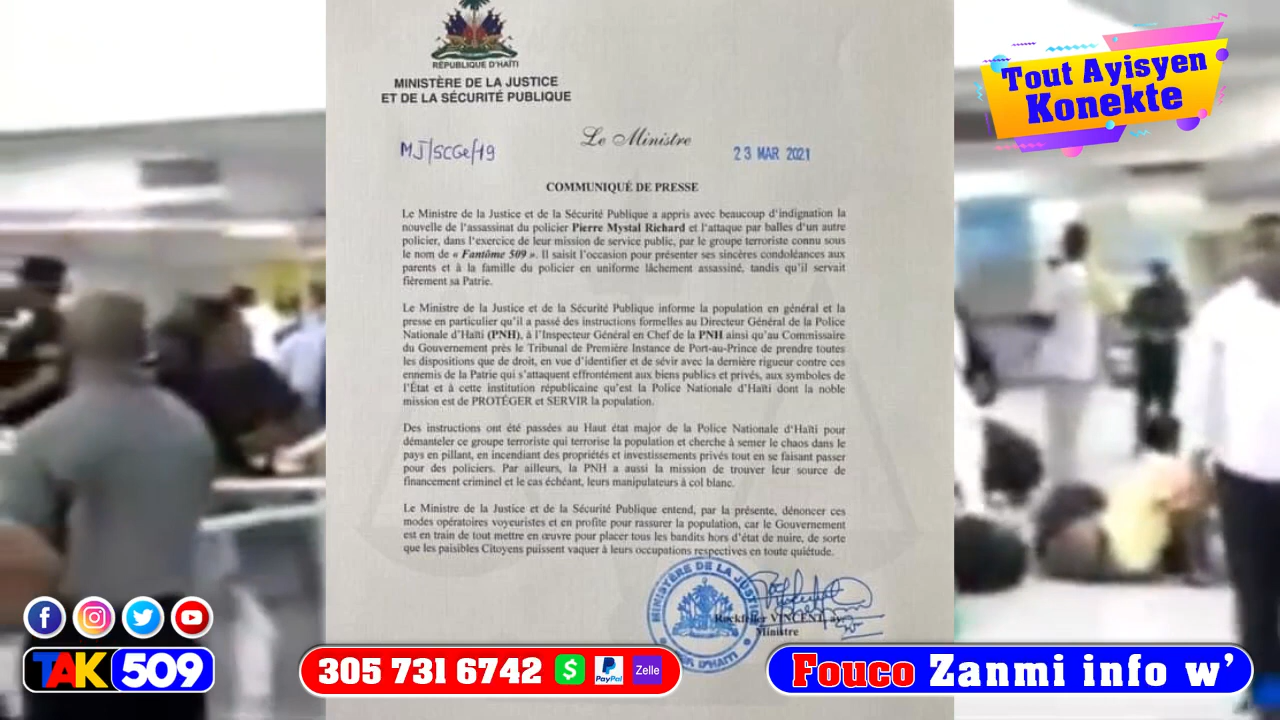 RÉPUBLIQUE D'HAÏTI
MINISTÈRE DE LA JUSTICE
ET DE LA SÉCURITÉ PUBLIQUE
Tout Ayisyen
Konekte
Le Ministre
MJ/SCGe/19
23 MAR 2021
COMMUNIQUÉ DE PRESSE
Le Ministre de la Justice et de la Sécurité Publique a appris avec beaucoup d'indignation la
nouvelle de l'assassinat du policier Pierre Mystal Richard et l'attaque par balles d'un autre
policier, dans l'exercice de leur mission de service public, par le groupe terroriste connu sous
le nom de « Fantôme 509 ». Il saisit l'occasion pour présenter ses sincères condoléances aux
parents et à la famille du policier en uniforme lâchement assassiné, tandis qu'il servait
fièrement sa Patrie.
Le Ministre de la Justice et de la Sécurité Publique informe la population en général et la
presse en particulier qu'il a passé des instructions formelles au Directeur Général de la Police
Nationale d'Haïti (PNH), à l'Inspecteur Général en Chef de la PNH ainsi qu'au Commissaire
du Gouvernement près le Tribunal de Première Instance de Port-au-Prince de prendre toutes
les dispositions que de droit, en vue d'identifier et de sévir avec la dernière rigueur contre ces
ennemis de la Patrie qui s'attaquent effrontément aux biens publics et privés, aux symboles de
l'État et à cette institution républicaine qu'est la Police Nationale d'Haïti dont la noble
mission est de PROTÉGER et SERVIR la population.
Des instructions ont été passées au Haut état major de la Police Nationale d'Haïti pour
démanteler ce groupe terroriste qui terrorise la population et cherche à semer le chaos dans le
pays en pillant, en incendiant des propriétés et investissements privés tout en se faisant passer
pour des policiers. Par ailleurs, la PNH a aussi la mission de trouver leur source de
financement criminel et le cas échéant, leurs manipulateurs à col blanc.
Le Ministre de la Justice et de la Sécurité Publique entend, par la présente, dénoncer ces
modes opératoires voyeuristes et en profite pour rassurer la population, car le Gouvernement
est en train de tout mettre en œuvre pour placer tous les bandits hors d'état de nuire, de sorte
que les paisibles Citoyens puissent vaquer à leurs occupations respectives en toute quiétude.
MINISTÈRE DE LA JUSTICE
D'HAITI
Rockfeller VINCENT, av.
Ministre
TAK 509
305 731 6742
PayPal
Zelle
Fouco Zanmi info w'